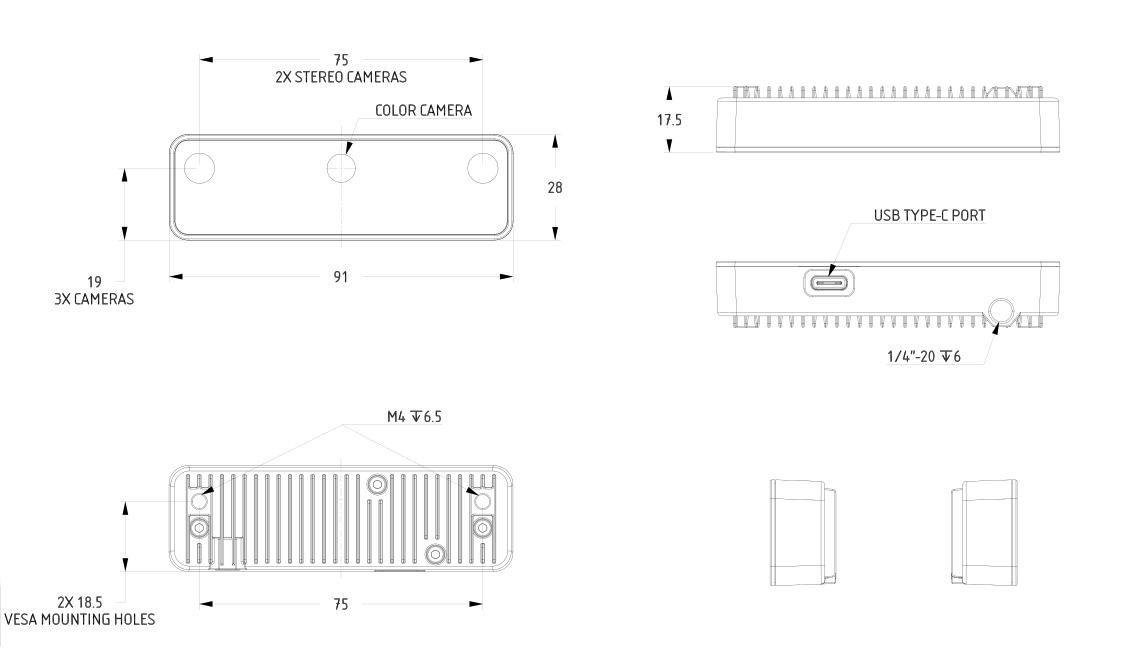 75
2X STEREO CAMERAS
COLOR CAMERA
28
19
3X CAMERAS
91
17.5
USB TYPE-C PORT
1/4"-20 ↧6
M4 ↧6.5
2X 18.5
VESA MOUNTING HOLES
75